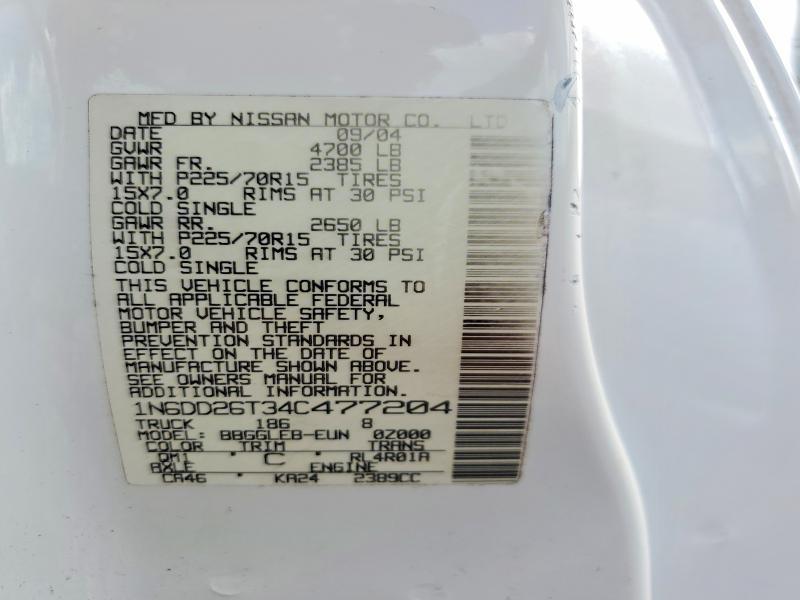 MFD BY NISSAN MOTOR CO. LTD
DATE 09/04
GVWR 4700 LB
GAWR FR. 2385 LB
WITH P225/70R15 TIRES
15X7.0 RIMS AT 30 PSI
COLD SINGLE
GAWR RR. 2650 LB
WITH P225/70R15 TIRES
15X7.0 RIMS AT 30 PSI
COLD SINGLE
THIS VEHICLE CONFORMS TO
ALL APPLICABLE FEDERAL
MOTOR VEHICLE SAFETY,
BUMPER AND THEFT
PREVENTION STANDARDS IN
EFFECT ON THE DATE OF
MANUFACTURE SHOWN ABOVE.
SEE OWNERS MANUAL FOR
ADDITIONAL INFORMATION.
1N6DD26T34C477204
TRUCK 186 8
MODEL: BBGGLEB-EUN 0Z000
COLOR TRIM TRANS
QM1 C RL4R01A
AXLE ENGINE
CA46 KA24 2389CC